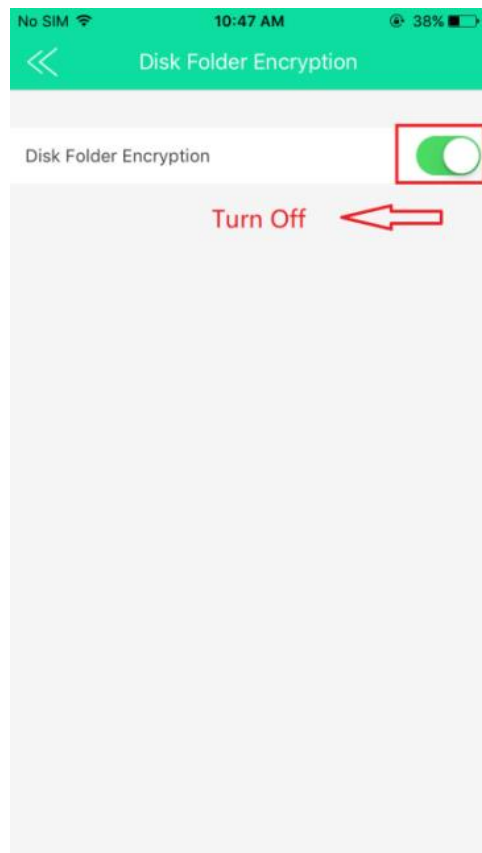 No SIM 10:47 AM 38%
Disk Folder Encryption
Disk Folder Encryption
Turn Off